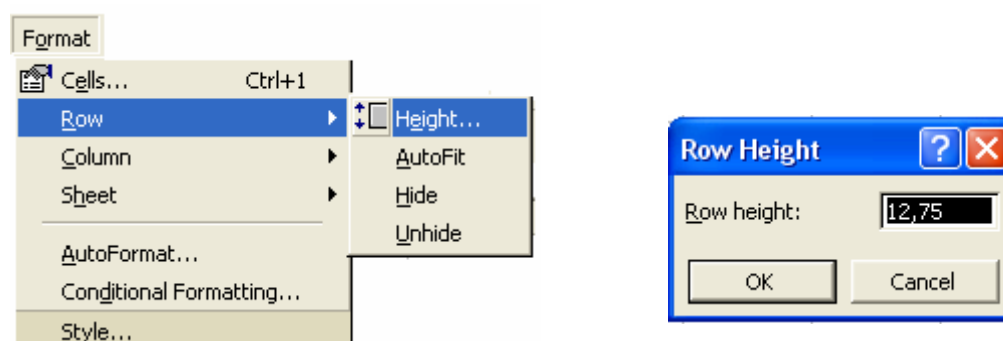 Format
Cells... Ctrl+1
Row
Column
Sheet
AutoFormat...
Conditional Formatting...
Style...
Height...
AutoFit
Hide
Unhide
Row Height
Row height: 12,75
OK Cancel